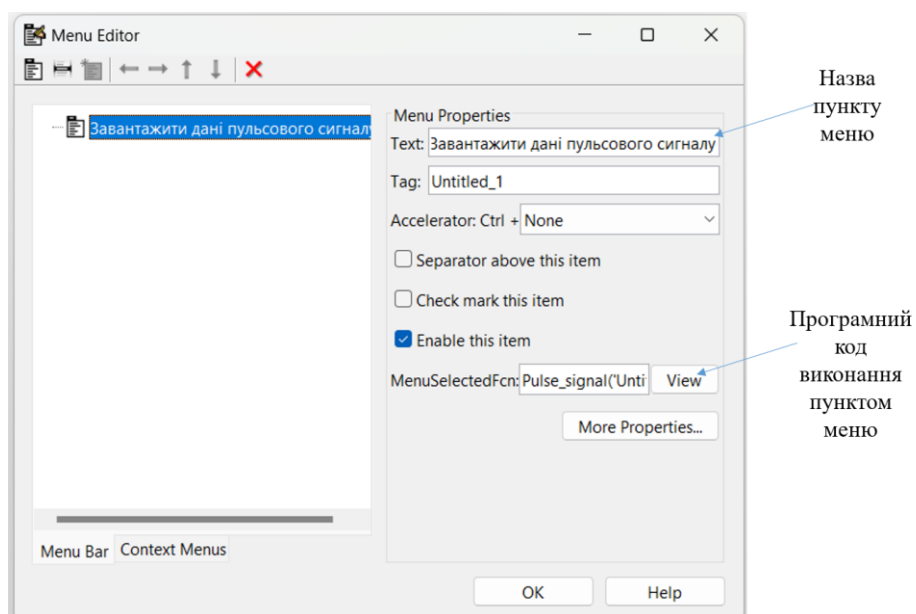 Menu Editor
Завантажити дані пульсового сигналу
Menu Properties
Text: Завантажити дані пульсового сигналу
Tag: Untitled_1
Accelerator: Ctrl + None
Separator above this item
Check mark this item
Enable this item
MenuSelectedFcn: Pulse_signal('Unti View
More Properties...
Menu Bar Context Menus
OK Help
Назва
пункту
меню
Програмний
код
виконання
пунктом
меню